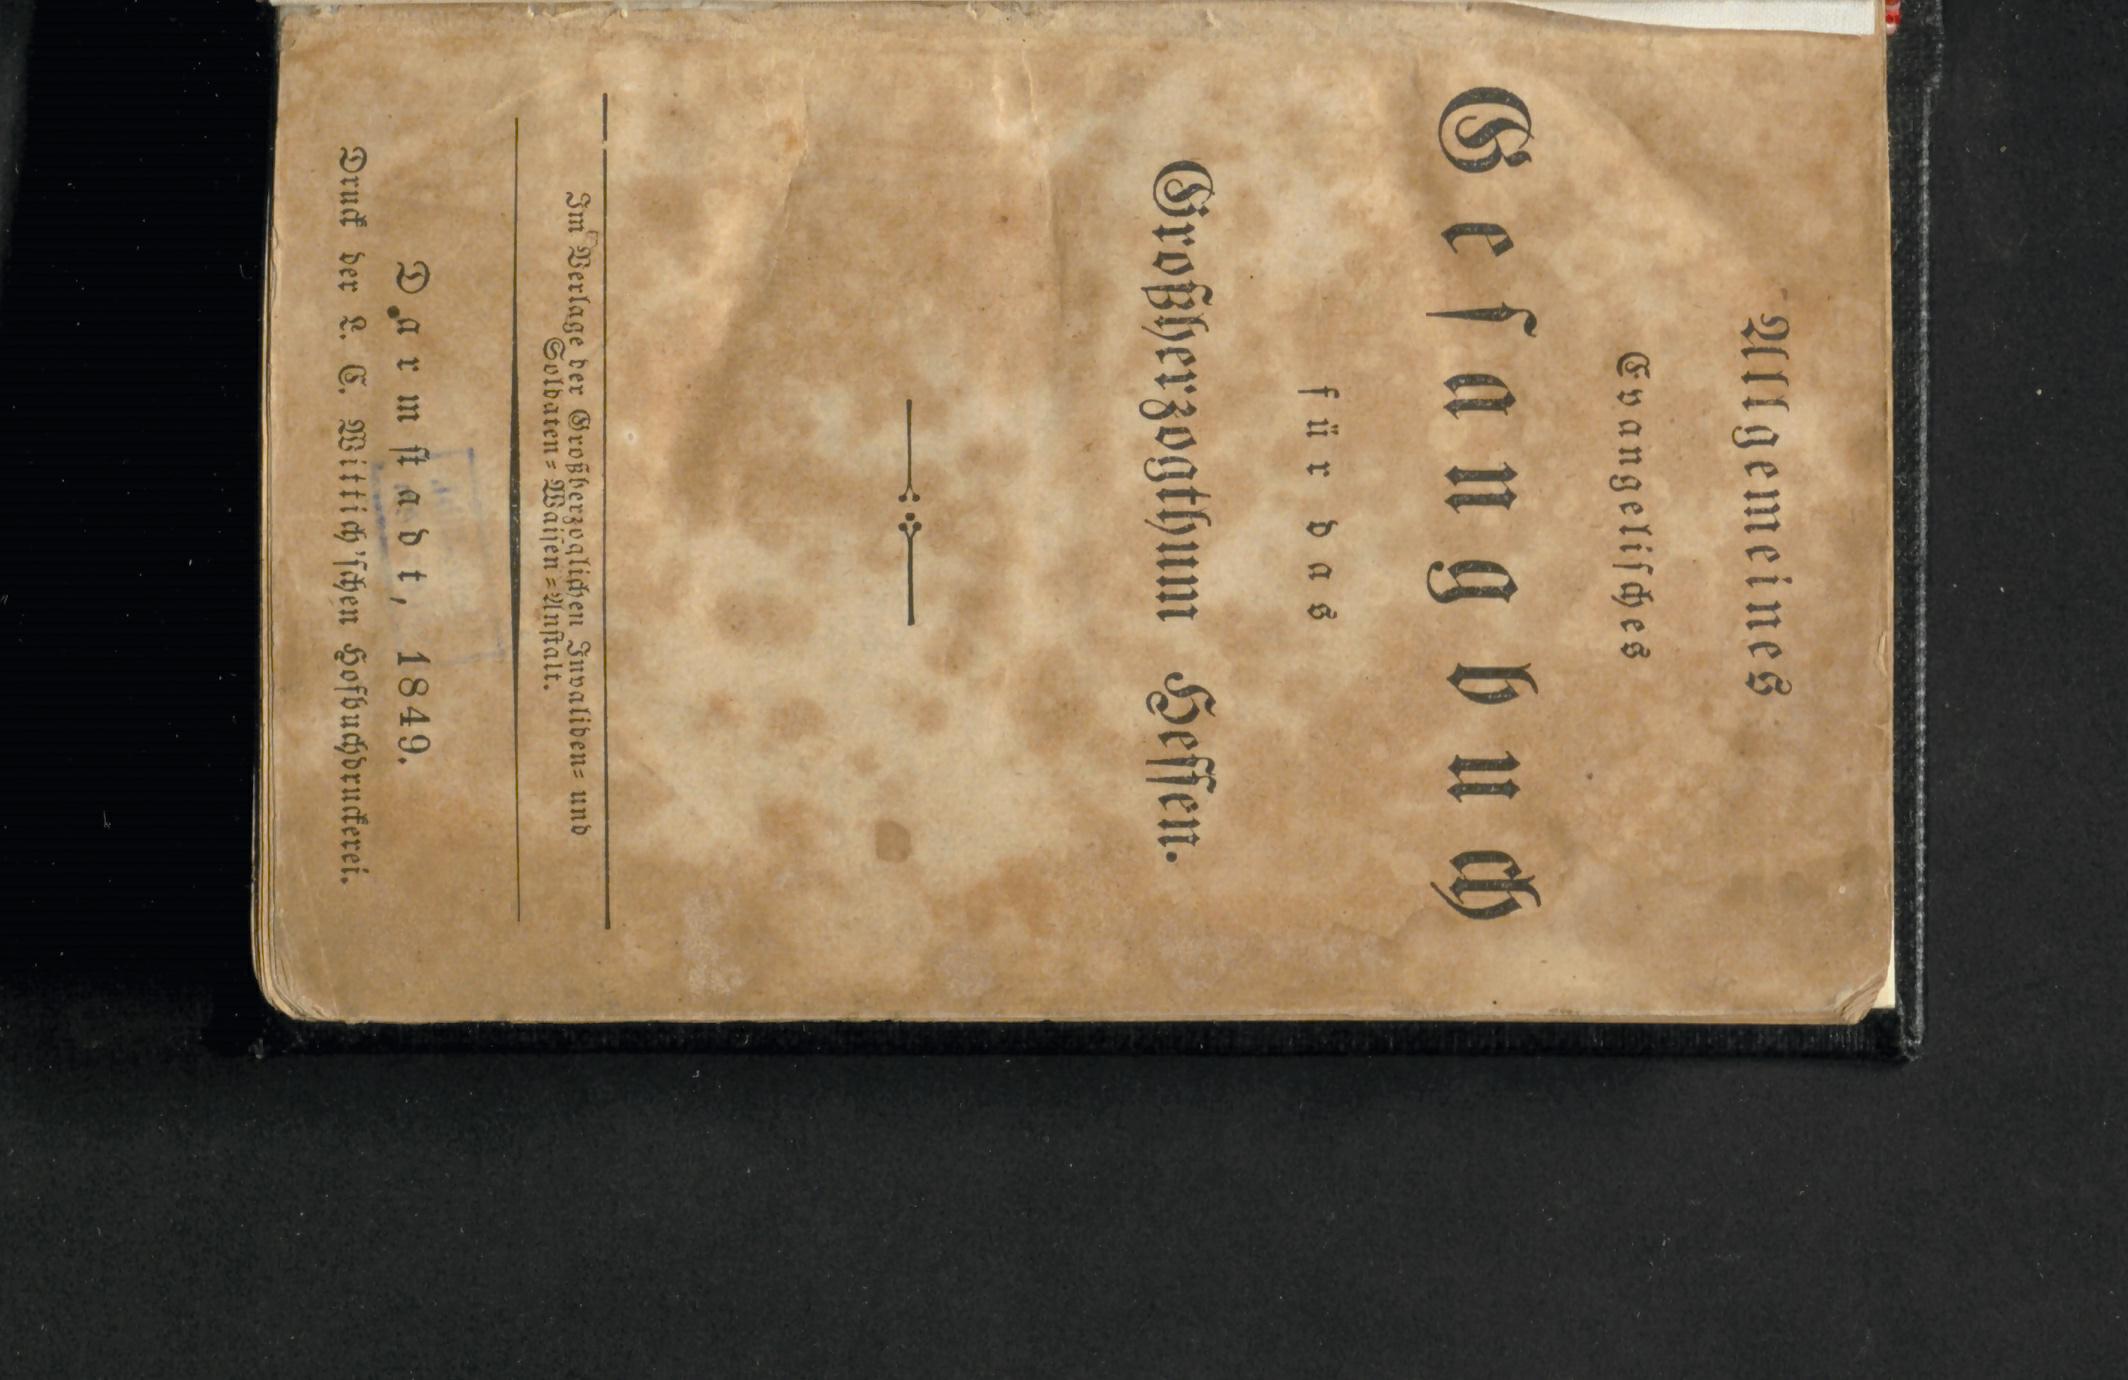 Allgemeines
Evangelisches
Gesangbuch
für das
Großherzogthum Hessen.
Im Verlage der Großherzoglichen Invaliden- und
Soldaten-Waisen-Anstalt.
Darmstadt, 1849.
Druck der L. C. Wittich'schen Hofbuchdruckerei.